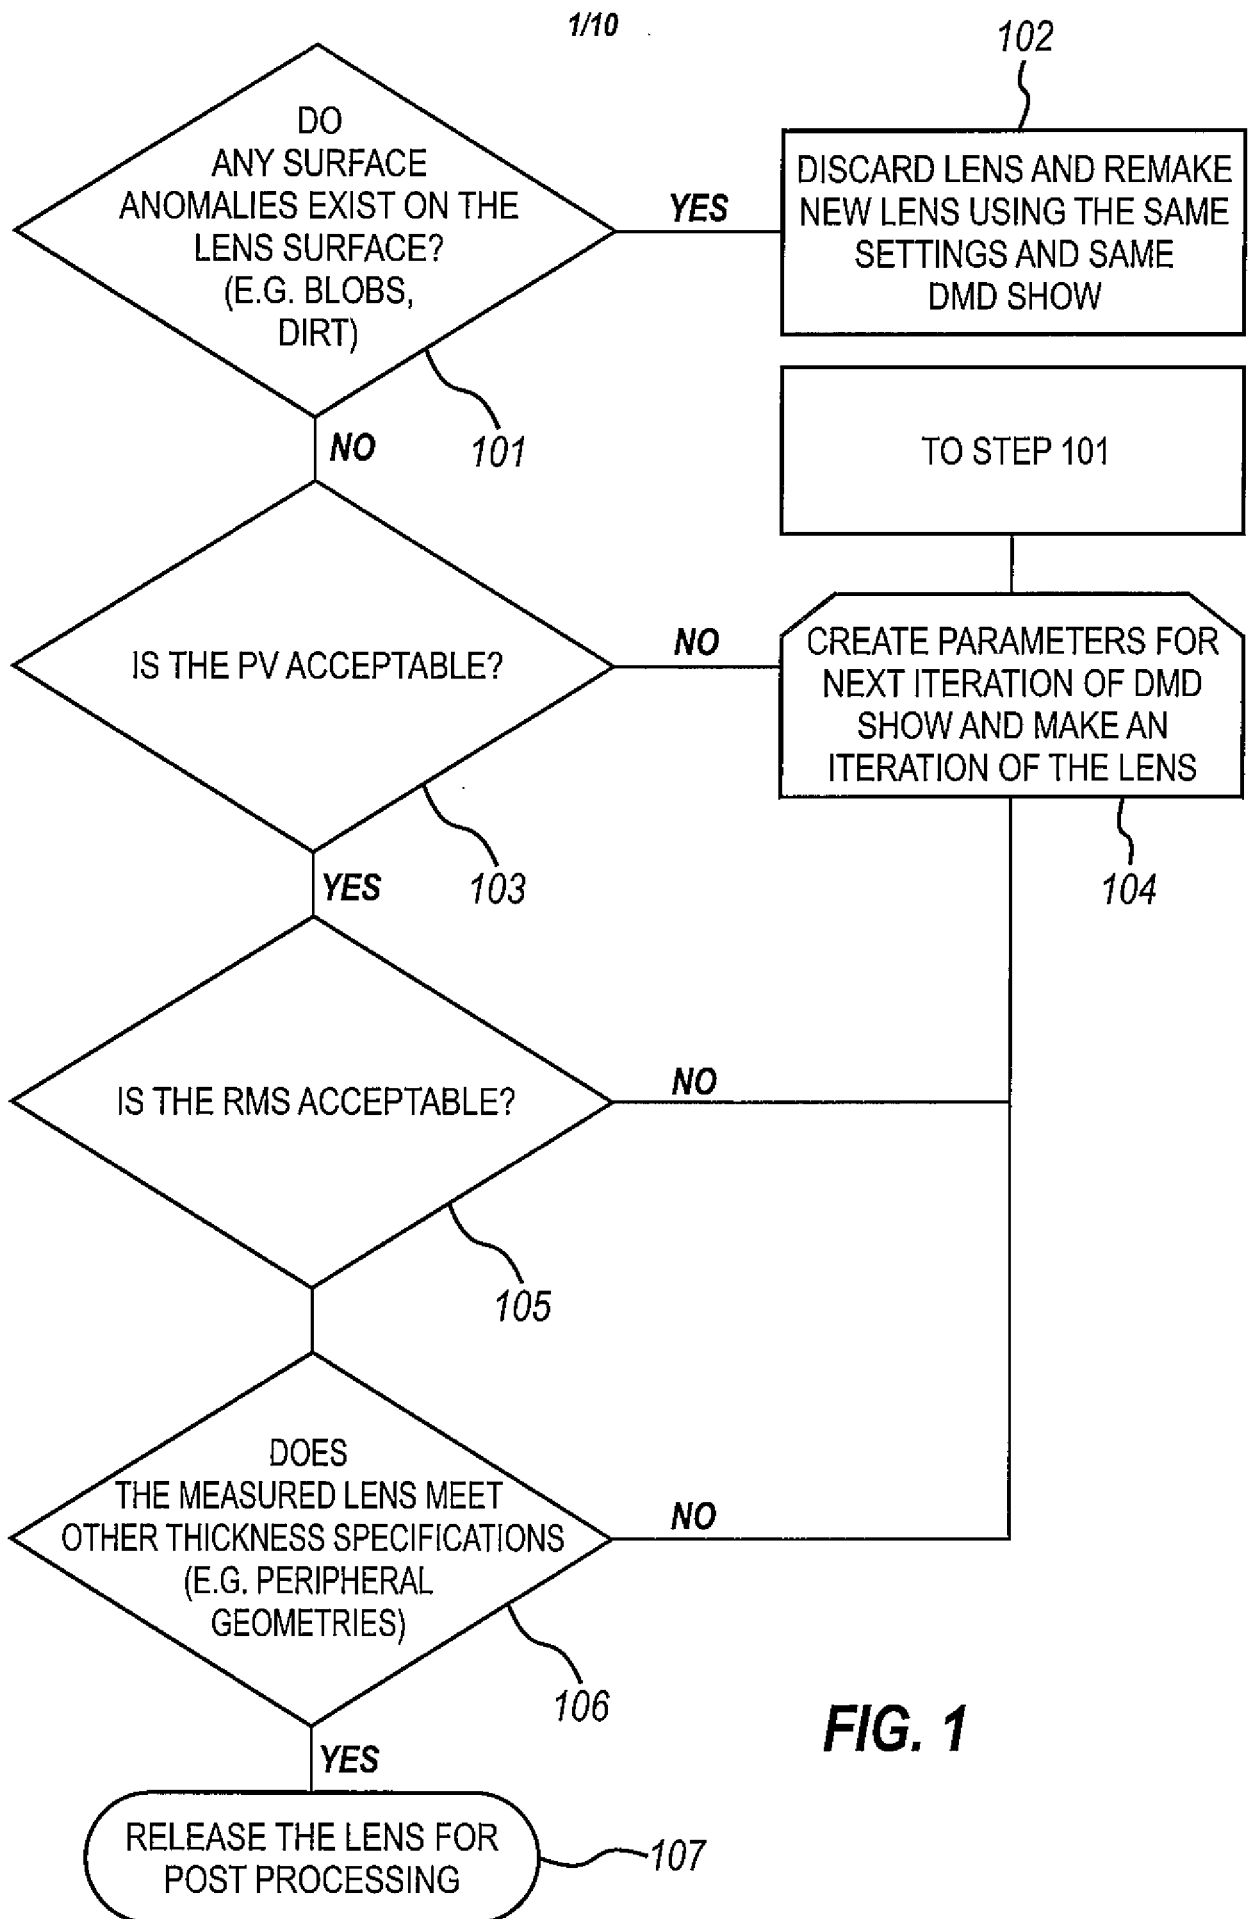 1/10
102
DO
ANY SURFACE
ANOMALIES EXIST ON THE
LENS SURFACE?
(E.G. BLOBS,
DIRT)
YES
DISCARD LENS AND REMAKE
NEW LENS USING THE SAME
SETTINGS AND SAME
DMD SHOW
101
NO
TO STEP 101
IS THE PV ACCEPTABLE?
NO
CREATE PARAMETERS FOR
NEXT ITERATION OF DMD
SHOW AND MAKE AN
ITERATION OF THE LENS
103
104
YES
IS THE RMS ACCEPTABLE?
NO
105
DOES
THE MEASURED LENS MEET
OTHER THICKNESS SPECIFICATIONS
(E.G. PERIPHERAL
GEOMETRIES)
NO
106
FIG. 1
YES
RELEASE THE LENS FOR
POST PROCESSING
107